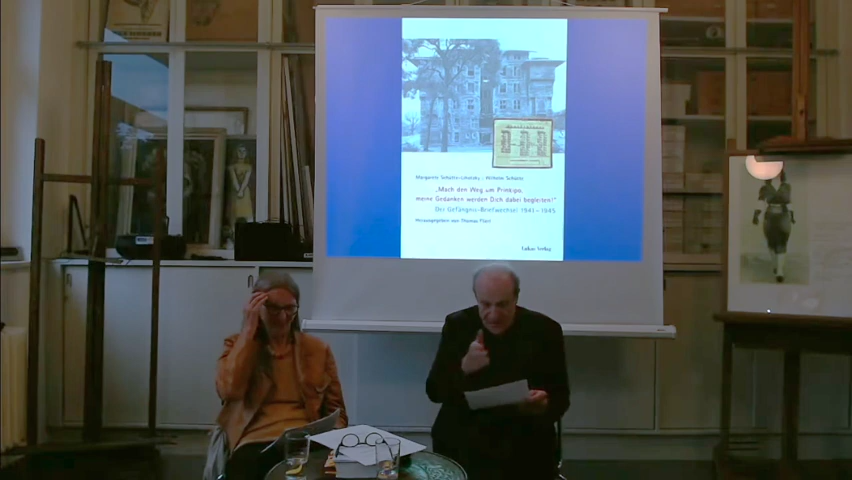 Margarete Schütte-Lihotzky | Wilhelm Schütte
„Mach den Weg um Prinkipo,
meine Gedanken werden Dich dabei begleiten!"
Der Gefängnis-Briefwechsel 1941–1945
Herausgegeben von Thomas Flierl
Lukas Verlag